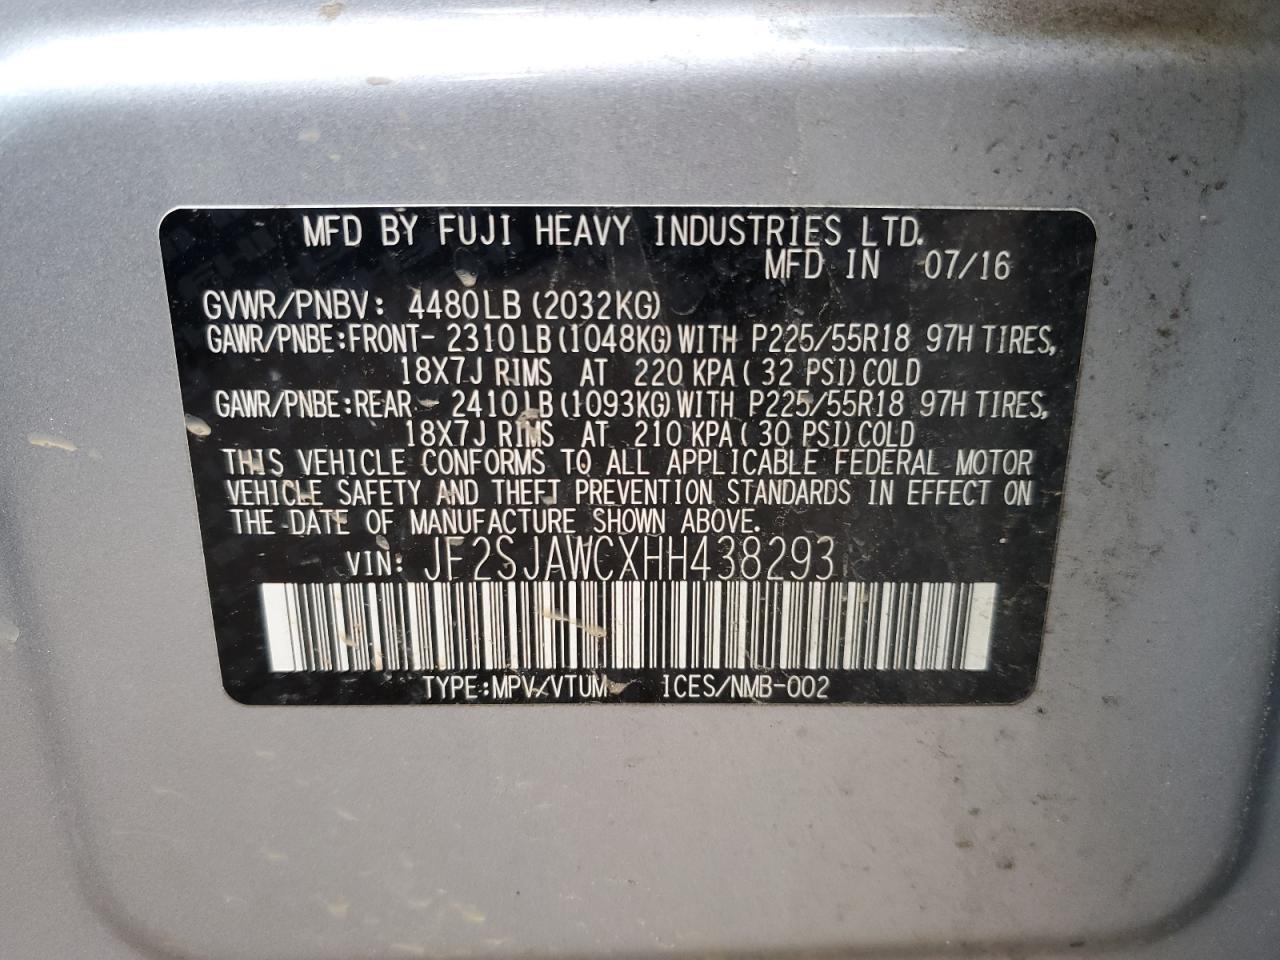 MFD BY FUJI HEAVY INDUSTRIES LTD.
MFD IN 07/16
GVWR/PNBV: 4480LB(2032KG)
GAWR/PNBE:FRONT- 2310LB(1048KG)WITH P225/55R18 97H TIRES,
18X7J RIMS AT 220 KPA(32 PSI)COLD
GAWR/PNBE:REAR - 2410LB(1093KG)WITH P225/55R18 97H TIRES,
18X7J RIMS AT 210 KPA(30 PSI)COLD
THIS VEHICLE CONFORMS TO ALL APPLICABLE FEDERAL MOTOR
VEHICLE SAFETY AND THEFT PREVENTION STANDARDS IN EFFECT ON
THE DATE OF MANUFACTURE SHOWN ABOVE.
VIN: JF2SJAWCXHH438293
TYPE:MPV/VTUM ICES/NMB-002